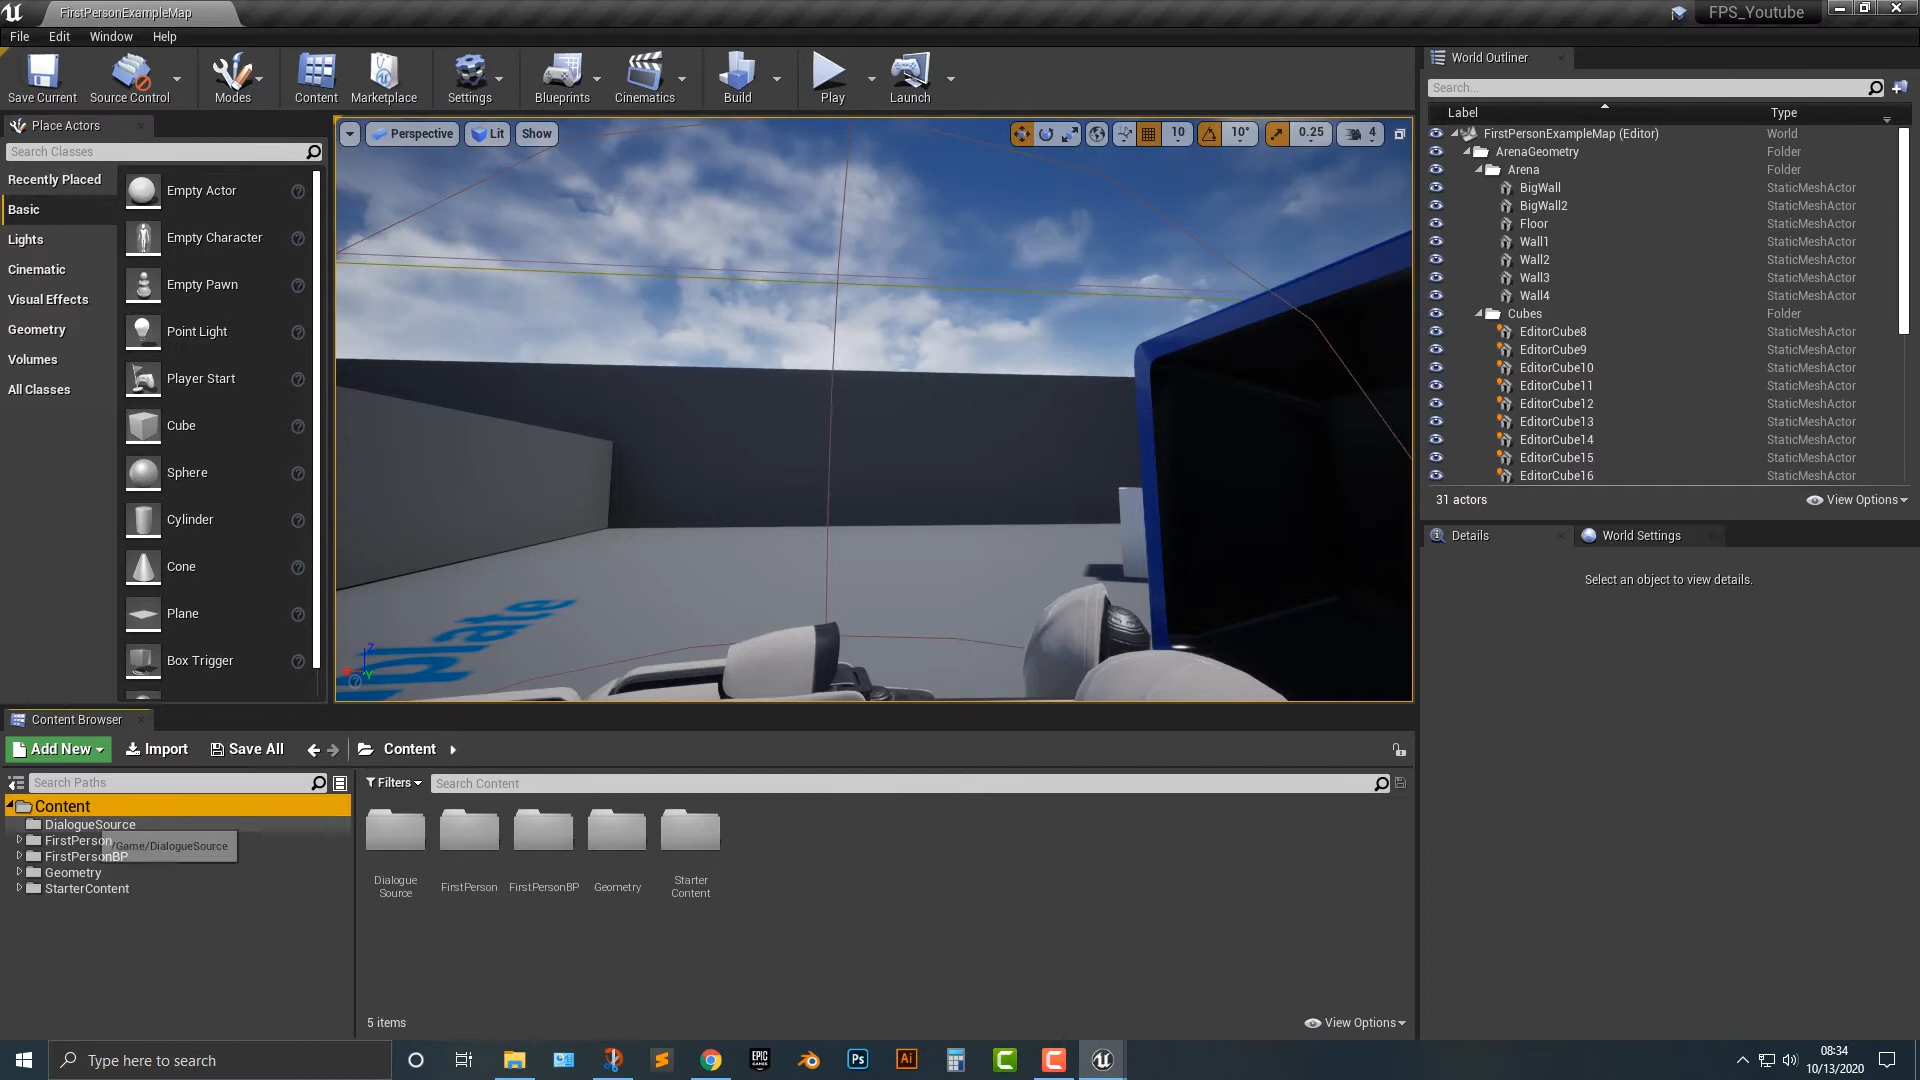 FirstPersonExampleMap
FPS_Youtube
File Edit Window Help
Save Current
Source Control
Modes
Content
Marketplace
Settings
Blueprints
Cinematics
Build
Play
Launch
Place Actors
Search Classes
Recently Placed
Basic
Lights
Cinematic
Visual Effects
Geometry
Volumes
All Classes
Empty Actor
Empty Character
Empty Pawn
Point Light
Player Start
Cube
Sphere
Cylinder
Cone
Plane
Box Trigger
Perspective Lit Show
10 10° 0.25 4
Z
Y
World Outliner
Search...
Label Type
FirstPersonExampleMap (Editor) World
ArenaGeometry Folder
Arena Folder
BigWall StaticMeshActor
BigWall2 StaticMeshActor
Floor StaticMeshActor
Wall1 StaticMeshActor
Wall2 StaticMeshActor
Wall3 StaticMeshActor
Wall4 StaticMeshActor
Cubes Folder
EditorCube8 StaticMeshActor
EditorCube9 StaticMeshActor
EditorCube10 StaticMeshActor
EditorCube11 StaticMeshActor
EditorCube12 StaticMeshActor
EditorCube13 StaticMeshActor
EditorCube14 StaticMeshActor
EditorCube15 StaticMeshActor
EditorCube16 StaticMeshActor
31 actors View Options
Details World Settings
Select an object to view details.
Content Browser
Add New Import Save All Content
Search Paths
Filters Search Content
Content
DialogueSource
FirstPerson
/Game/DialogueSource
FirstPersonBP
Geometry
StarterContent
Dialogue
Source
FirstPerson
FirstPersonBP
Geometry
Starter
Content
5 items View Options
Type here to search
EPIC
GAMES
Ps
Ai
08:34
10/13/2020